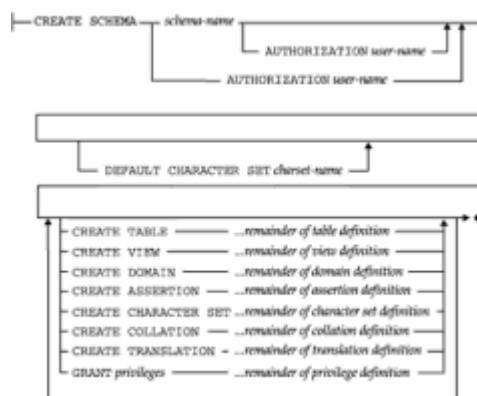 CREATE SCHEMA schema-name
AUTHORIZATION user-name
AUTHORIZATION user-name
DEFAULT CHARACTER SET charset-name
CREATE TABLE ...remainder of table definition
CREATE VIEW ...remainder of view definition
CREATE DOMAIN ...remainder of domain definition
CREATE ASSERTION ...remainder of assertion definition
CREATE CHARACTER SET ...remainder of character set definition
CREATE COLLATION ...remainder of collation definition
CREATE TRANSLATION ...remainder of translation definition
GRANT privileges ...remainder of privilege definition